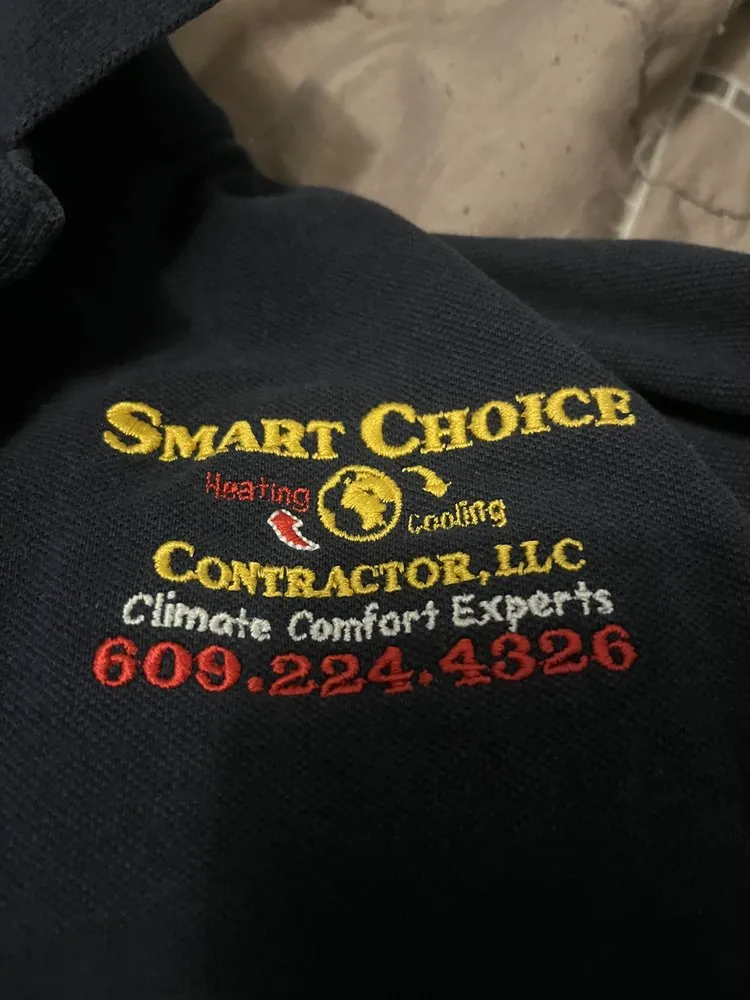 SMART CHOICE
Heating Cooling
CONTRACTOR, LLC
Climate Comfort Experts
609.224.4326